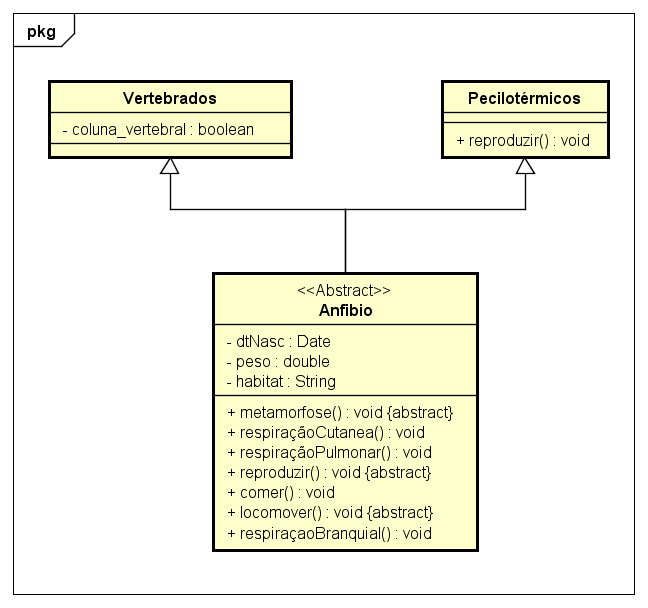 pkg
Vertebrados
- coluna_vertebral : boolean
Pecilotérmicos
+ reproduzir() : void
<<Abstract>>
Anfibio
- dtNasc : Date
- peso : double
- habitat : String
+ metamorfose() : void {abstract}
+ respiraçãoCutanea() : void
+ respiraçãoPulmonar() : void
+ reproduzir() : void {abstract}
+ comer() : void
+ locomover() : void {abstract}
+ respiraçaoBranquial() : void